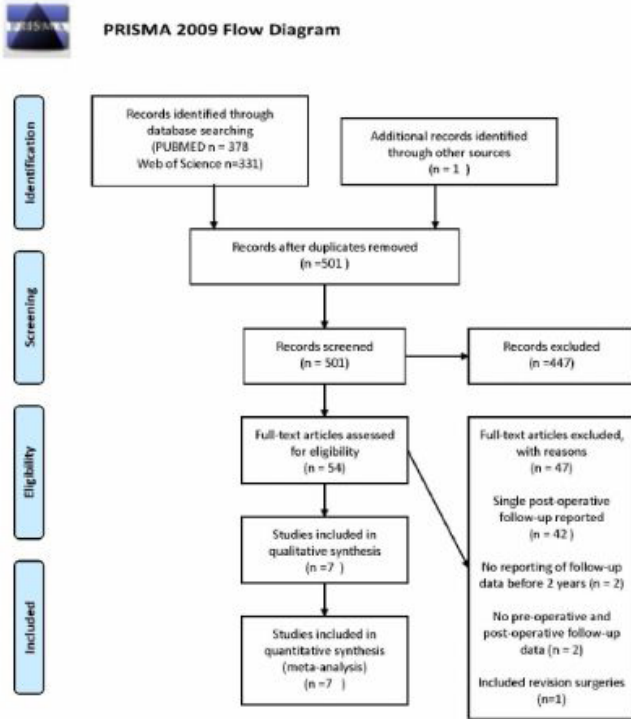 PRISMA
PRISMA 2009 Flow Diagram
Identification
Records identified through
database searching
(PUBMED n = 378
Web of Science n=331)
Additional records identified
through other sources
(n = 1 )
Records after duplicates removed
(n =501 )
Screening
Records screened
(n = 501)
Records excluded
(n =447)
Eligibility
Full-text articles assessed
for eligibility
(n = 54)
Full-text articles excluded,
with reasons
(n = 47)
Single post-operative
follow-up reported
(n = 42 )
No reporting of follow-up
data before 2 years (n = 2)
No pre-operative and
post-operative follow-up
data (n = 2)
Included revision surgeries
(n=1)
Studies included in
qualitative synthesis
(n =7 )
Included
Studies included in
quantitative synthesis
(meta-analysis)
(n =7 )